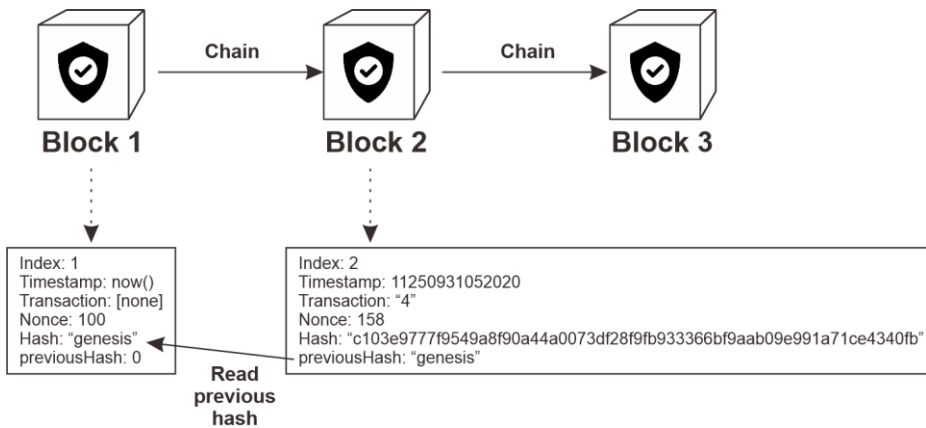 Chain
Chain
Block 1
Block 2
Block 3
Index: 1
Timestamp: now()
Transaction: [none]
Nonce: 100
Hash: “genesis”
previousHash: 0
Index: 2
Timestamp: 11250931052020
Transaction: “4”
Nonce: 158
Hash: “c103e9777f9549a8f90a44a0073df28f9fb933366bf9aab09e991a71ce4340fb”
previousHash: “genesis”
Read
previous
hash